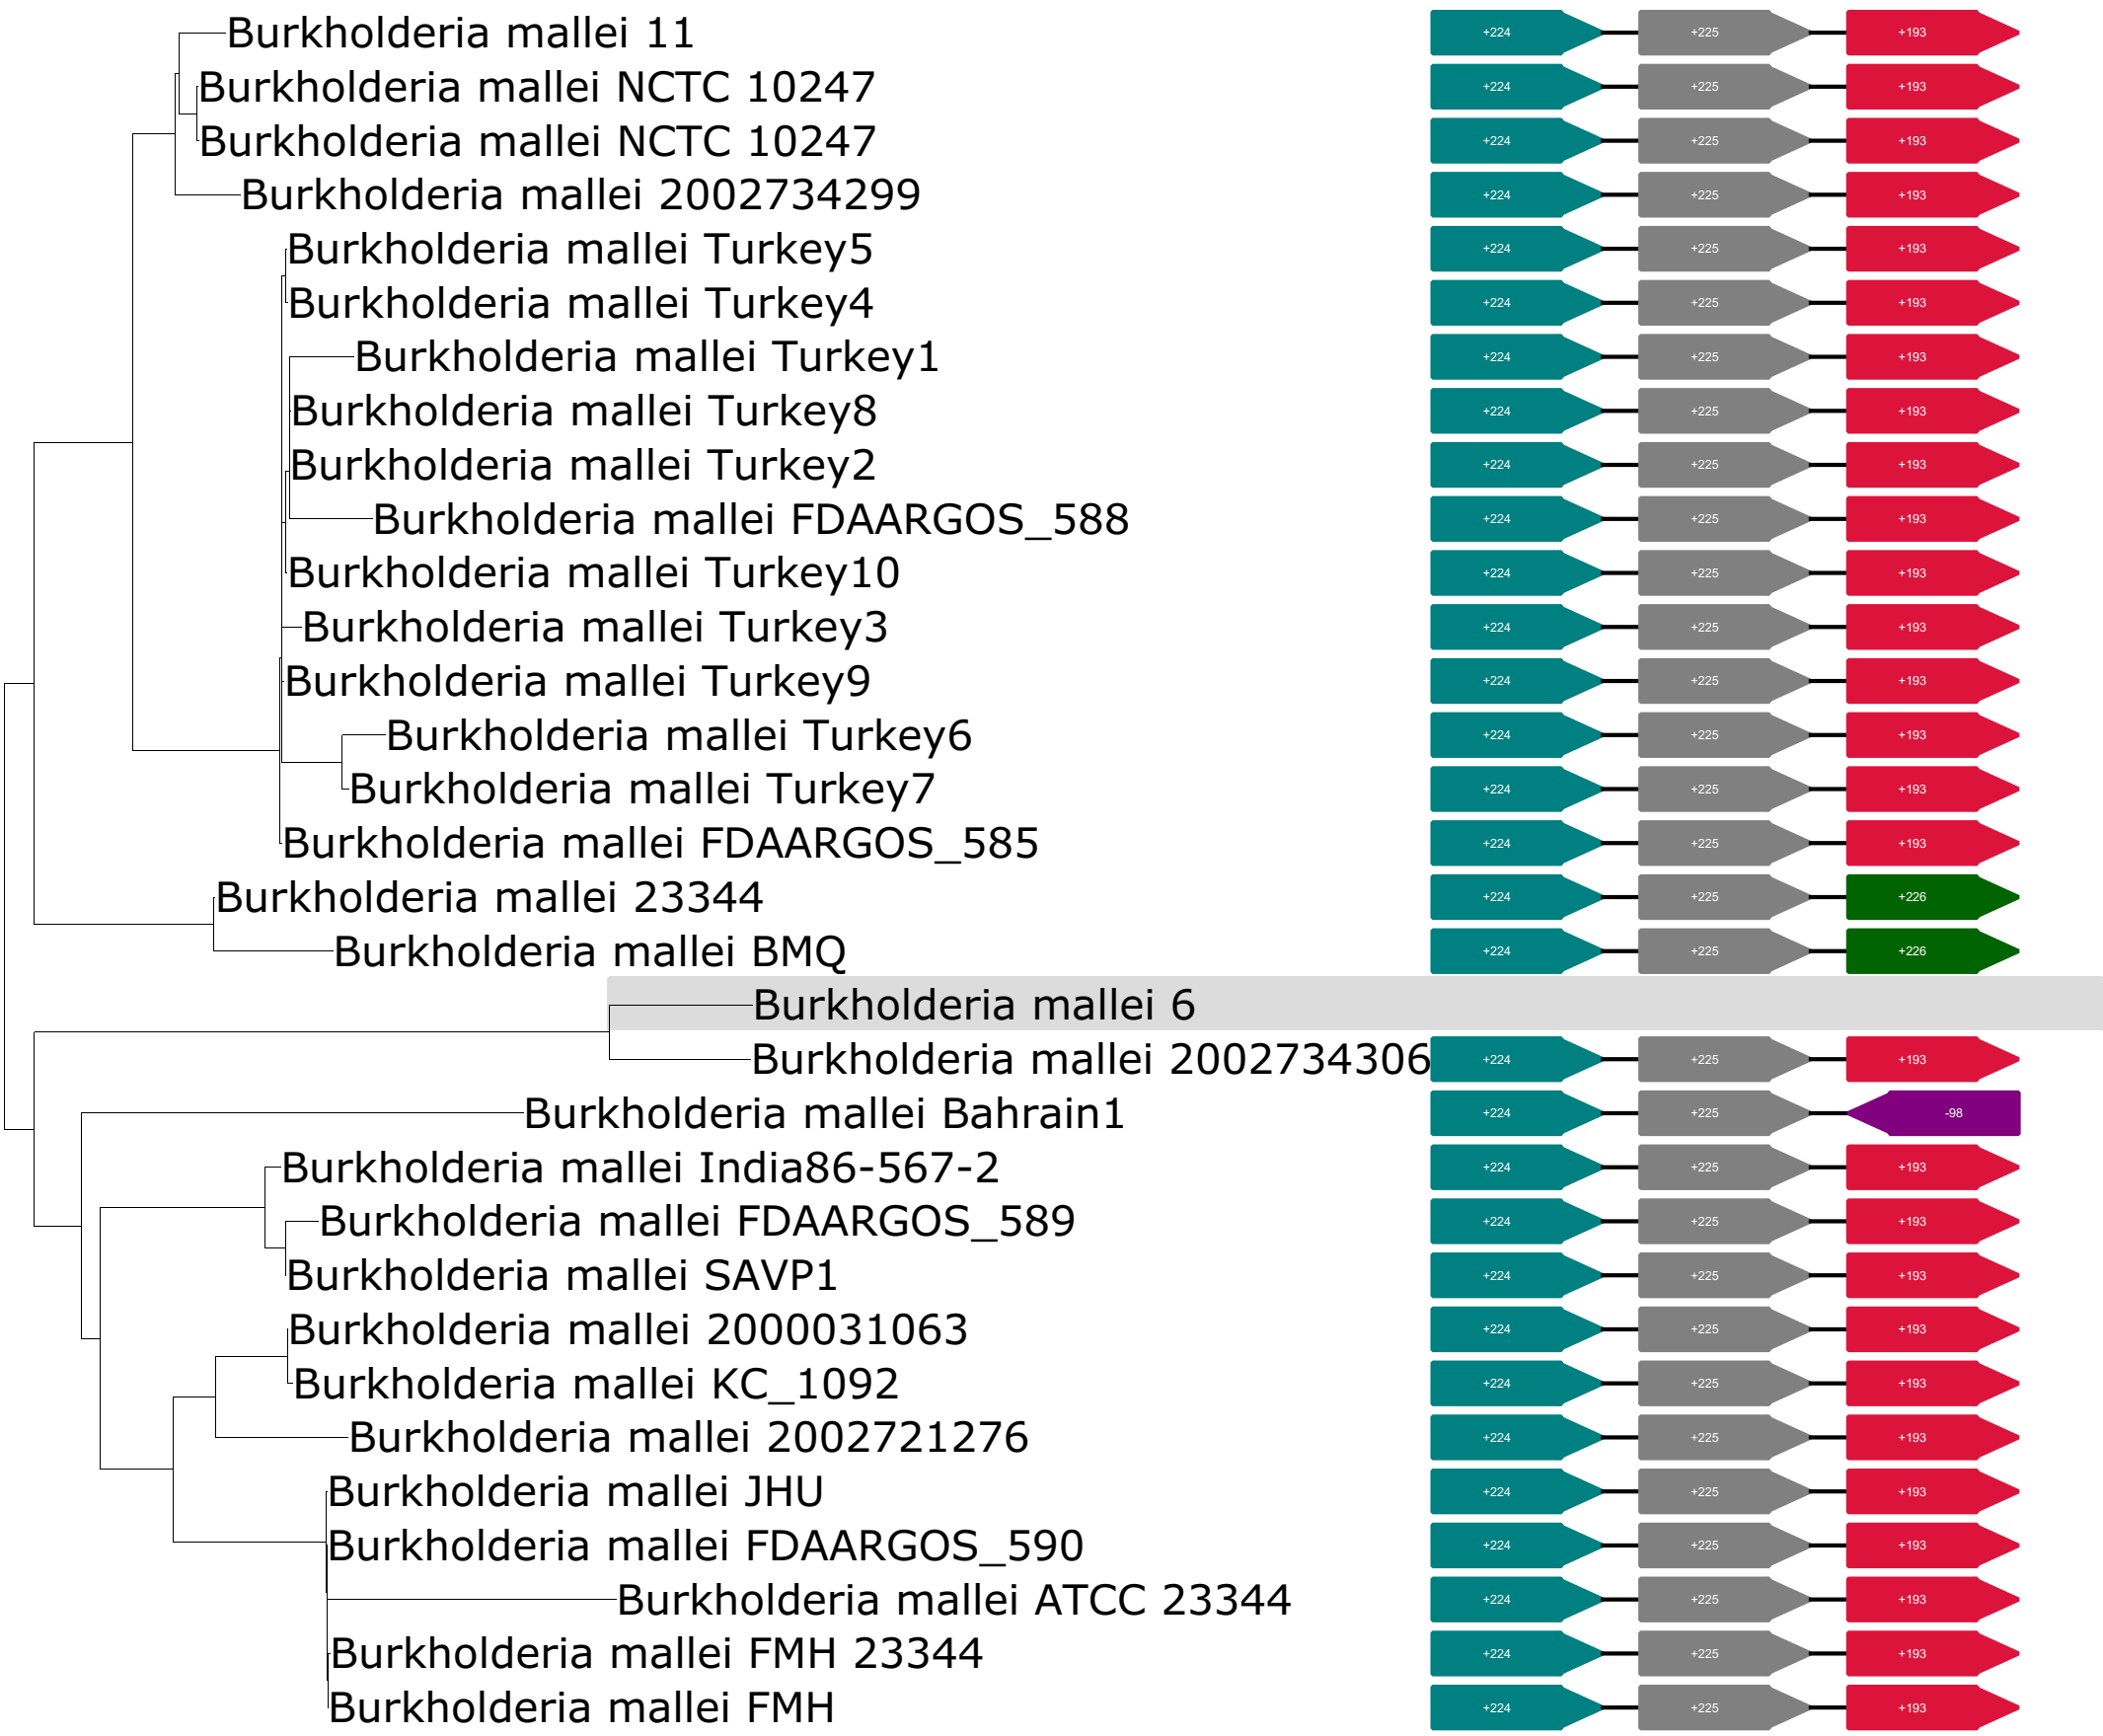 Burkholderia mallei 11 +224 +225 +193
Burkholderia mallei NCTC 10247 +224 +225 +193
Burkholderia mallei NCTC 10247 +224 +225 +193
Burkholderia mallei 2002734299 +224 +225 +193
Burkholderia mallei Turkey5 +224 +225 +193
Burkholderia mallei Turkey4 +224 +225 +193
Burkholderia mallei Turkey1 +224 +225 +193
Burkholderia mallei Turkey8 +224 +225 +193
Burkholderia mallei Turkey2 +224 +225 +193
Burkholderia mallei FDAARGOS_588 +224 +225 +193
Burkholderia mallei Turkey10 +224 +225 +193
Burkholderia mallei Turkey3 +224 +225 +193
Burkholderia mallei Turkey9 +224 +225 +193
Burkholderia mallei Turkey6 +224 +225 +193
Burkholderia mallei Turkey7 +224 +225 +193
Burkholderia mallei FDAARGOS_585 +224 +225 +193
Burkholderia mallei 23344 +224 +225 +226
Burkholderia mallei BMQ +224 +225 +226
Burkholderia mallei 6
Burkholderia mallei 2002734306 +224 +225 +193
Burkholderia mallei Bahrain1 +224 +225 -98
Burkholderia mallei India86-567-2 +224 +225 +193
Burkholderia mallei FDAARGOS_589 +224 +225 +193
Burkholderia mallei SAVP1 +224 +225 +193
Burkholderia mallei 2000031063 +224 +225 +193
Burkholderia mallei KC_1092 +224 +225 +193
Burkholderia mallei 2002721276 +224 +225 +193
Burkholderia mallei JHU +224 +225 +193
Burkholderia mallei FDAARGOS_590 +224 +225 +193
Burkholderia mallei ATCC 23344 +224 +225 +193
Burkholderia mallei FMH 23344 +224 +225 +193
Burkholderia mallei FMH +224 +225 +193